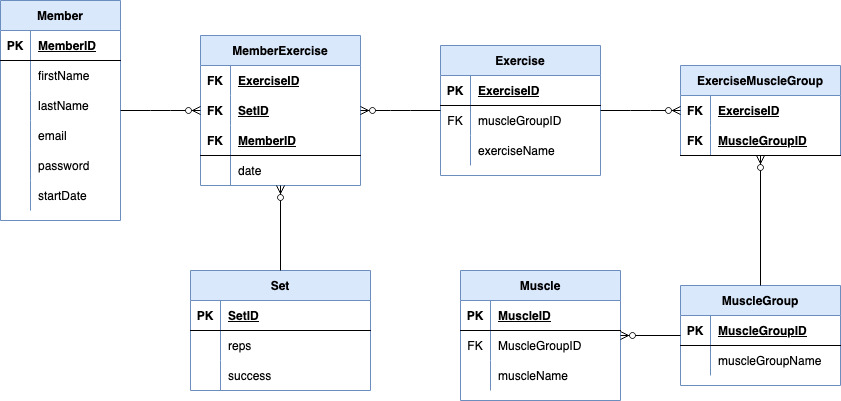 Member
PK MemberID
firstName
lastName
email
password
startDate
MemberExercise
FK ExerciseID
FK SetID
FK MemberID
date
Exercise
PK ExerciseID
FK muscleGroupID
exerciseName
ExerciseMuscleGroup
FK ExerciseID
FK MuscleGroupID
Set
PK SetID
reps
success
Muscle
PK MuscleID
FK MuscleGroupID
muscleName
MuscleGroup
PK MuscleGroupID
muscleGroupName